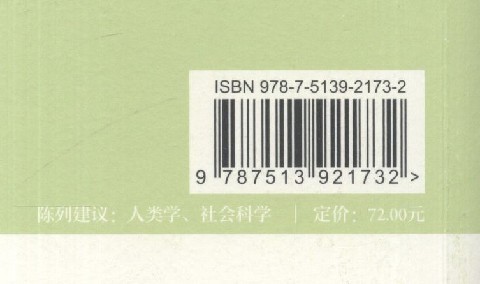 ISBN 978-7-5139-2173-2
9 787513 921732 >
陈列建议：人类学、社会科学 | 定价：72.00元